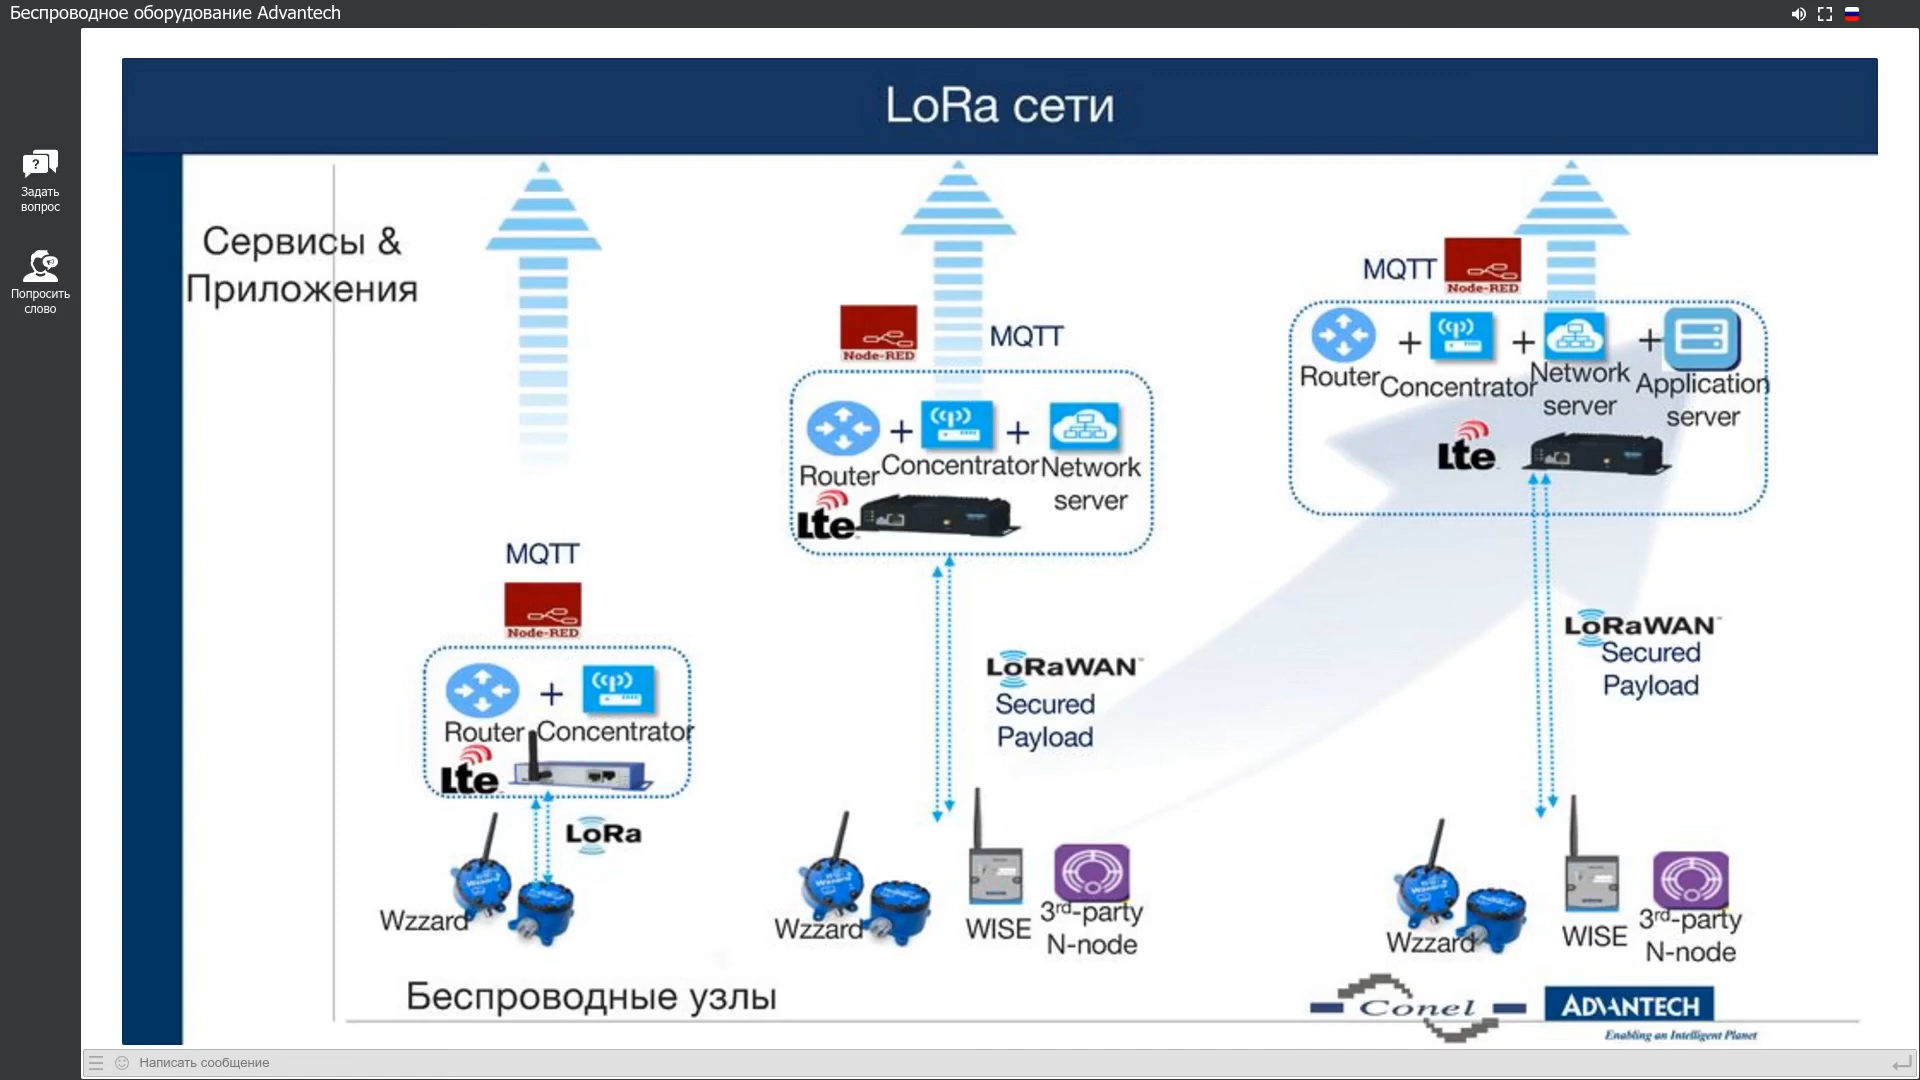 Беспроводное оборудование Advantech
Задать
вопрос
Попросить
слово
LoRa сети
Сервисы &
Приложения
MQTT
Node-RED
Router + Concentrator
Lte
LoRa
Wzzard
Node-RED
MQTT
Router + Concentrator + Network
server
Lte
LoRaWAN™
Secured
Payload
Wzzard
WISE
3rd-party
N-node
MQTT
Node-RED
Router + Concentrator + Network
server
+ Application
server
Lte
LoRaWAN™
Secured
Payload
Wzzard
WISE
3rd-party
N-node
Беспроводные узлы
Conel
ADVANTECH
Enabling an Intelligent Planet
Написать сообщение